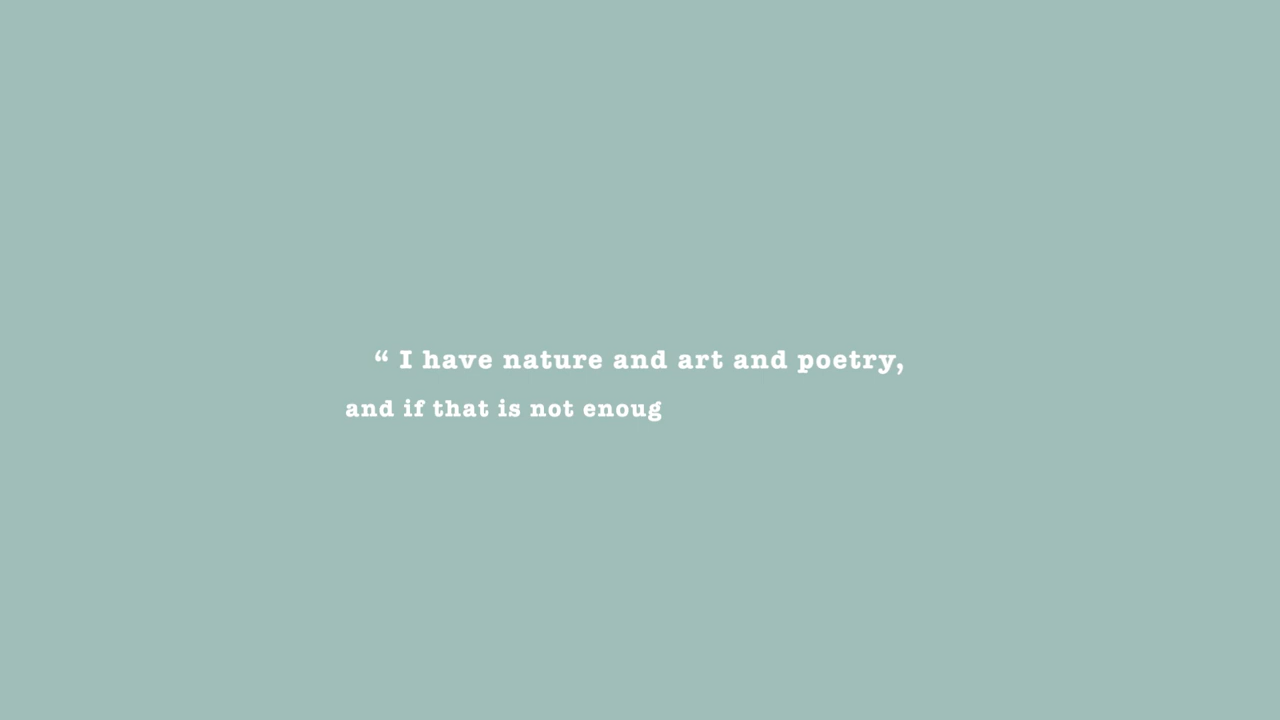 “ I have nature and art and poetry,
and if that is not enoug